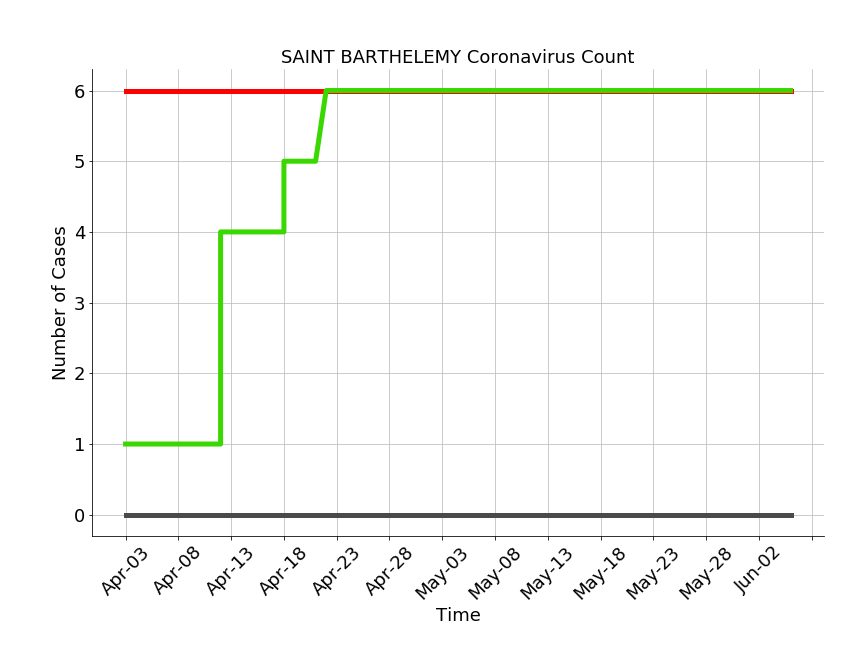 SAINT BARTHELEMY Coronavirus Count
6
5
4
3
2
1
0
Number of Cases
Apr-03
Apr-08
Apr-13
Apr-18
Apr-23
Apr-28
May-03
May-08
May-13
May-18
May-23
May-28
Jun-02
Time